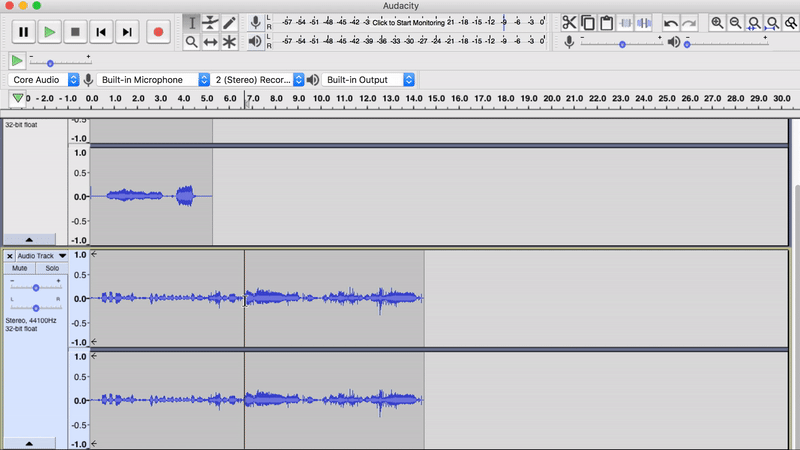 Audacity
L
R
-57 -54 -51 -48 -45 -42 -3 Click to Start Monitoring 21 -18 -15 -12 -9 -6 -3 0
L
R
-57 -54 -51 -48 -45 -42 -39 -36 -33 -30 -27 -24 -21 -18 -15 -12 -9 -6 -3 0
Core Audio
Built-in Microphone
2 (Stereo) Recor...
Built-in Output
0 -2.0 -1.0 0.0 1.0 2.0 3.0 4.0 5.0 6.0 7.0 8.0 9.0 10.0 11.0 12.0 13.0 14.0 15.0 16.0 17.0 18.0 19.0 20.0 21.0 22.0 23.0 24.0 25.0 26.0 27.0 28.0 29.0 30.0
32-bit float
-0.5
-1.0
1.0
0.5
0.0
-0.5
-1.0
Audio Track
Mute Solo
- +
L R
Stereo, 44100Hz
32-bit float
1.0
0.5
0.0
-0.5
-1.0
1.0
0.5
0.0
-0.5
-1.0